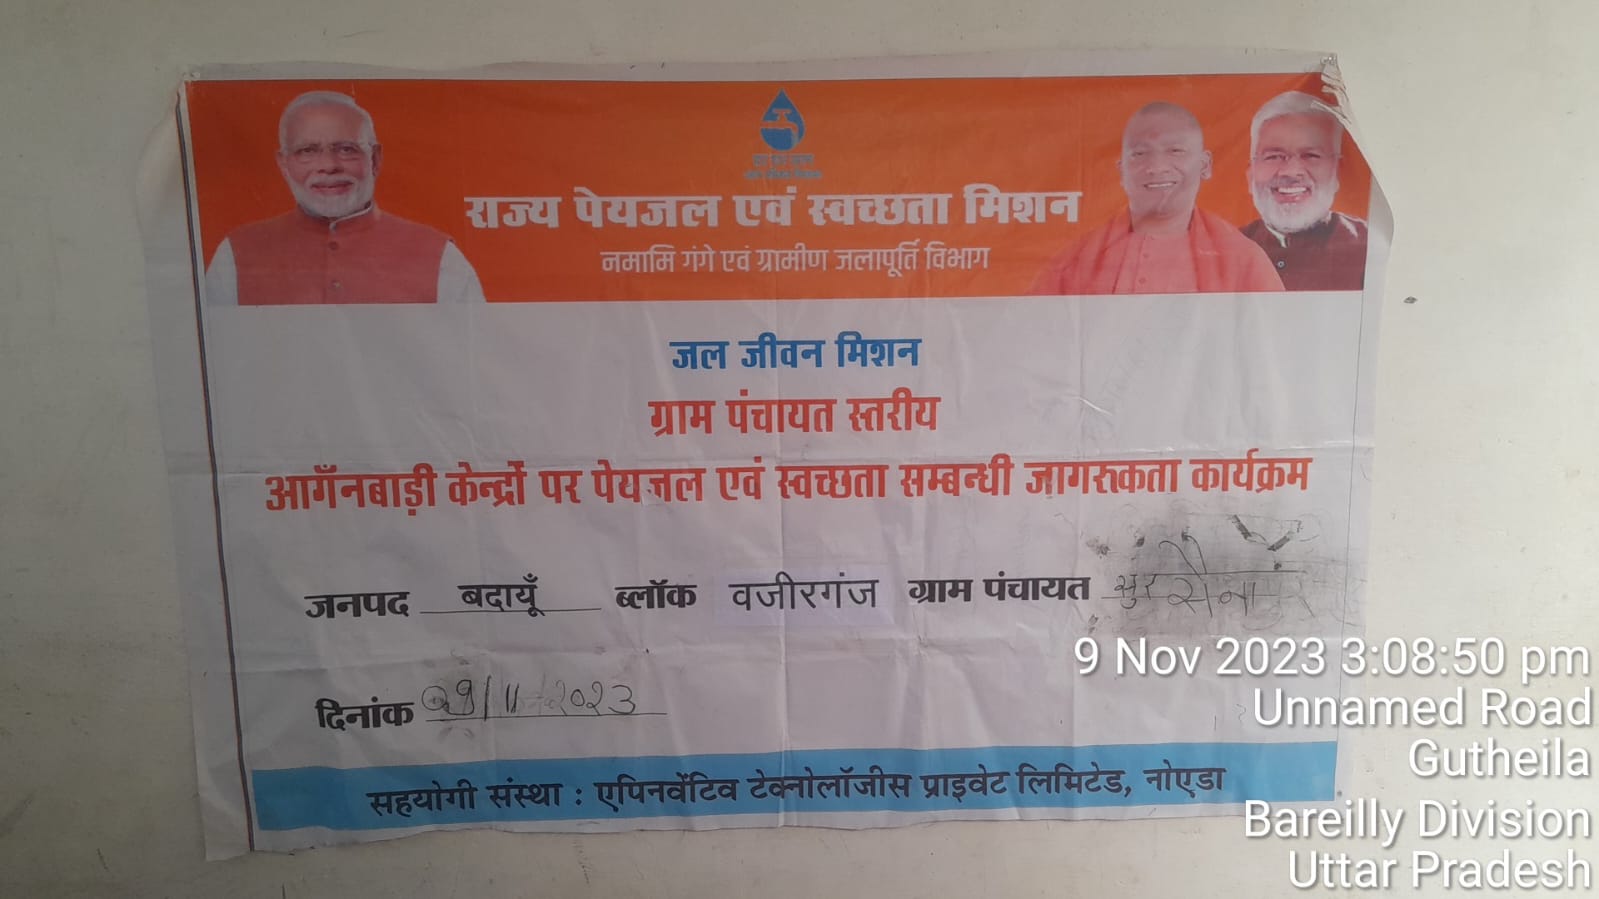 राज्य पेयजल एवं स्वच्छता मिशन
नमामि गंगे एवं ग्रामीण जलापूर्ति विभाग
जल जीवन मिशन
ग्राम पंचायत स्तरीय
आगँनबाड़ी केन्द्रों पर पेयजल एवं स्वच्छता सम्बन्धी जागरुकता कार्यक्रम
जनपद बदायूँ ब्लॉक वजीरगंज ग्राम पंचायत सुरसैनापुर
दिनांक 09/11-2023
सहयोगी संस्था : एपिनवेंटिव टेक्नोलॉजीस प्राइवेट लिमिटेड, नोएडा
9 Nov 2023 3:08:50 pm
Unnamed Road
Gutheila
Bareilly Division
Uttar Pradesh